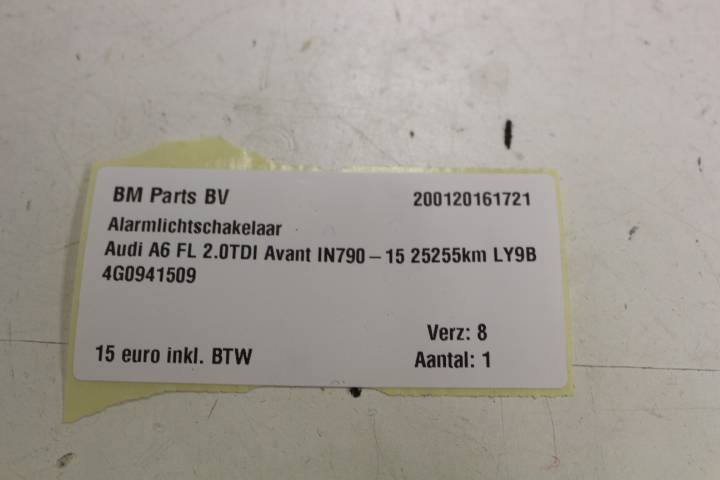 BM Parts BV 200120161721
Alarmlichtschakelaar
Audi A6 FL 2.0TDI Avant IN790-15 25255km LY9B
4G0941509
Verz: 8
15 euro inkl. BTW Aantal: 1